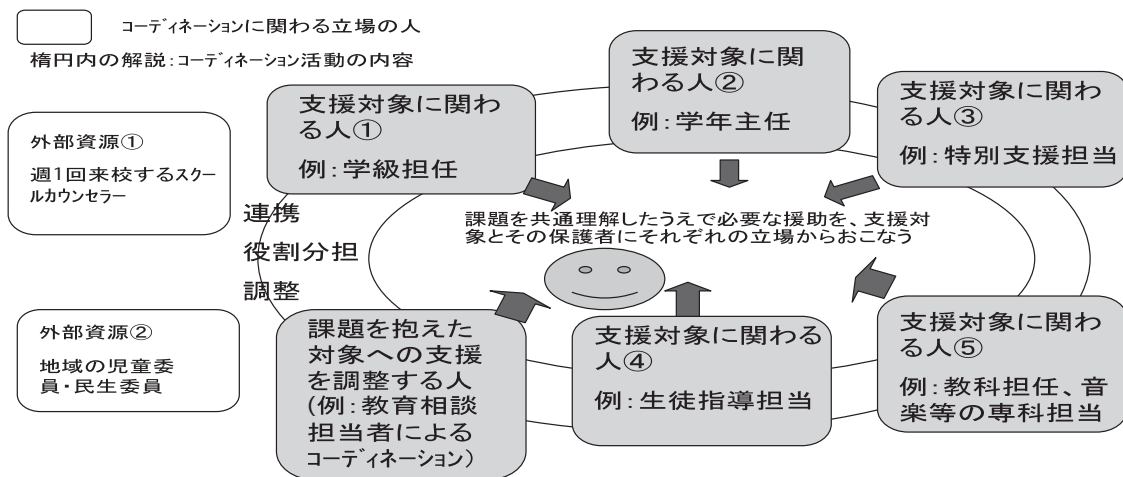 コーディネーションに関わる立場の人
楕円内の解説：コーディネーション活動の内容
外部資源①
週1回来校するスクー
ルカウンセラー
外部資源②
地域の児童委
員・民生委員
支援対象に関わ
る人①
例：学級担任
支援対象に関
わる人②
例：学年主任
支援対象に関わ
る人③
例：特別支援担当
連携
役割分担
調整
課題を共通理解したうえで必要な援助を、支援対
象とその保護者にそれぞれの立場からおこなう
課題を抱えた
対象への支援
を調整する人
(例：教育相談
担当者による
コーディネーション)
支援対象に関わる
人④
例：生徒指導担当
支援対象に関わ
る人⑤
例：教科担任、音
楽等の専科担当